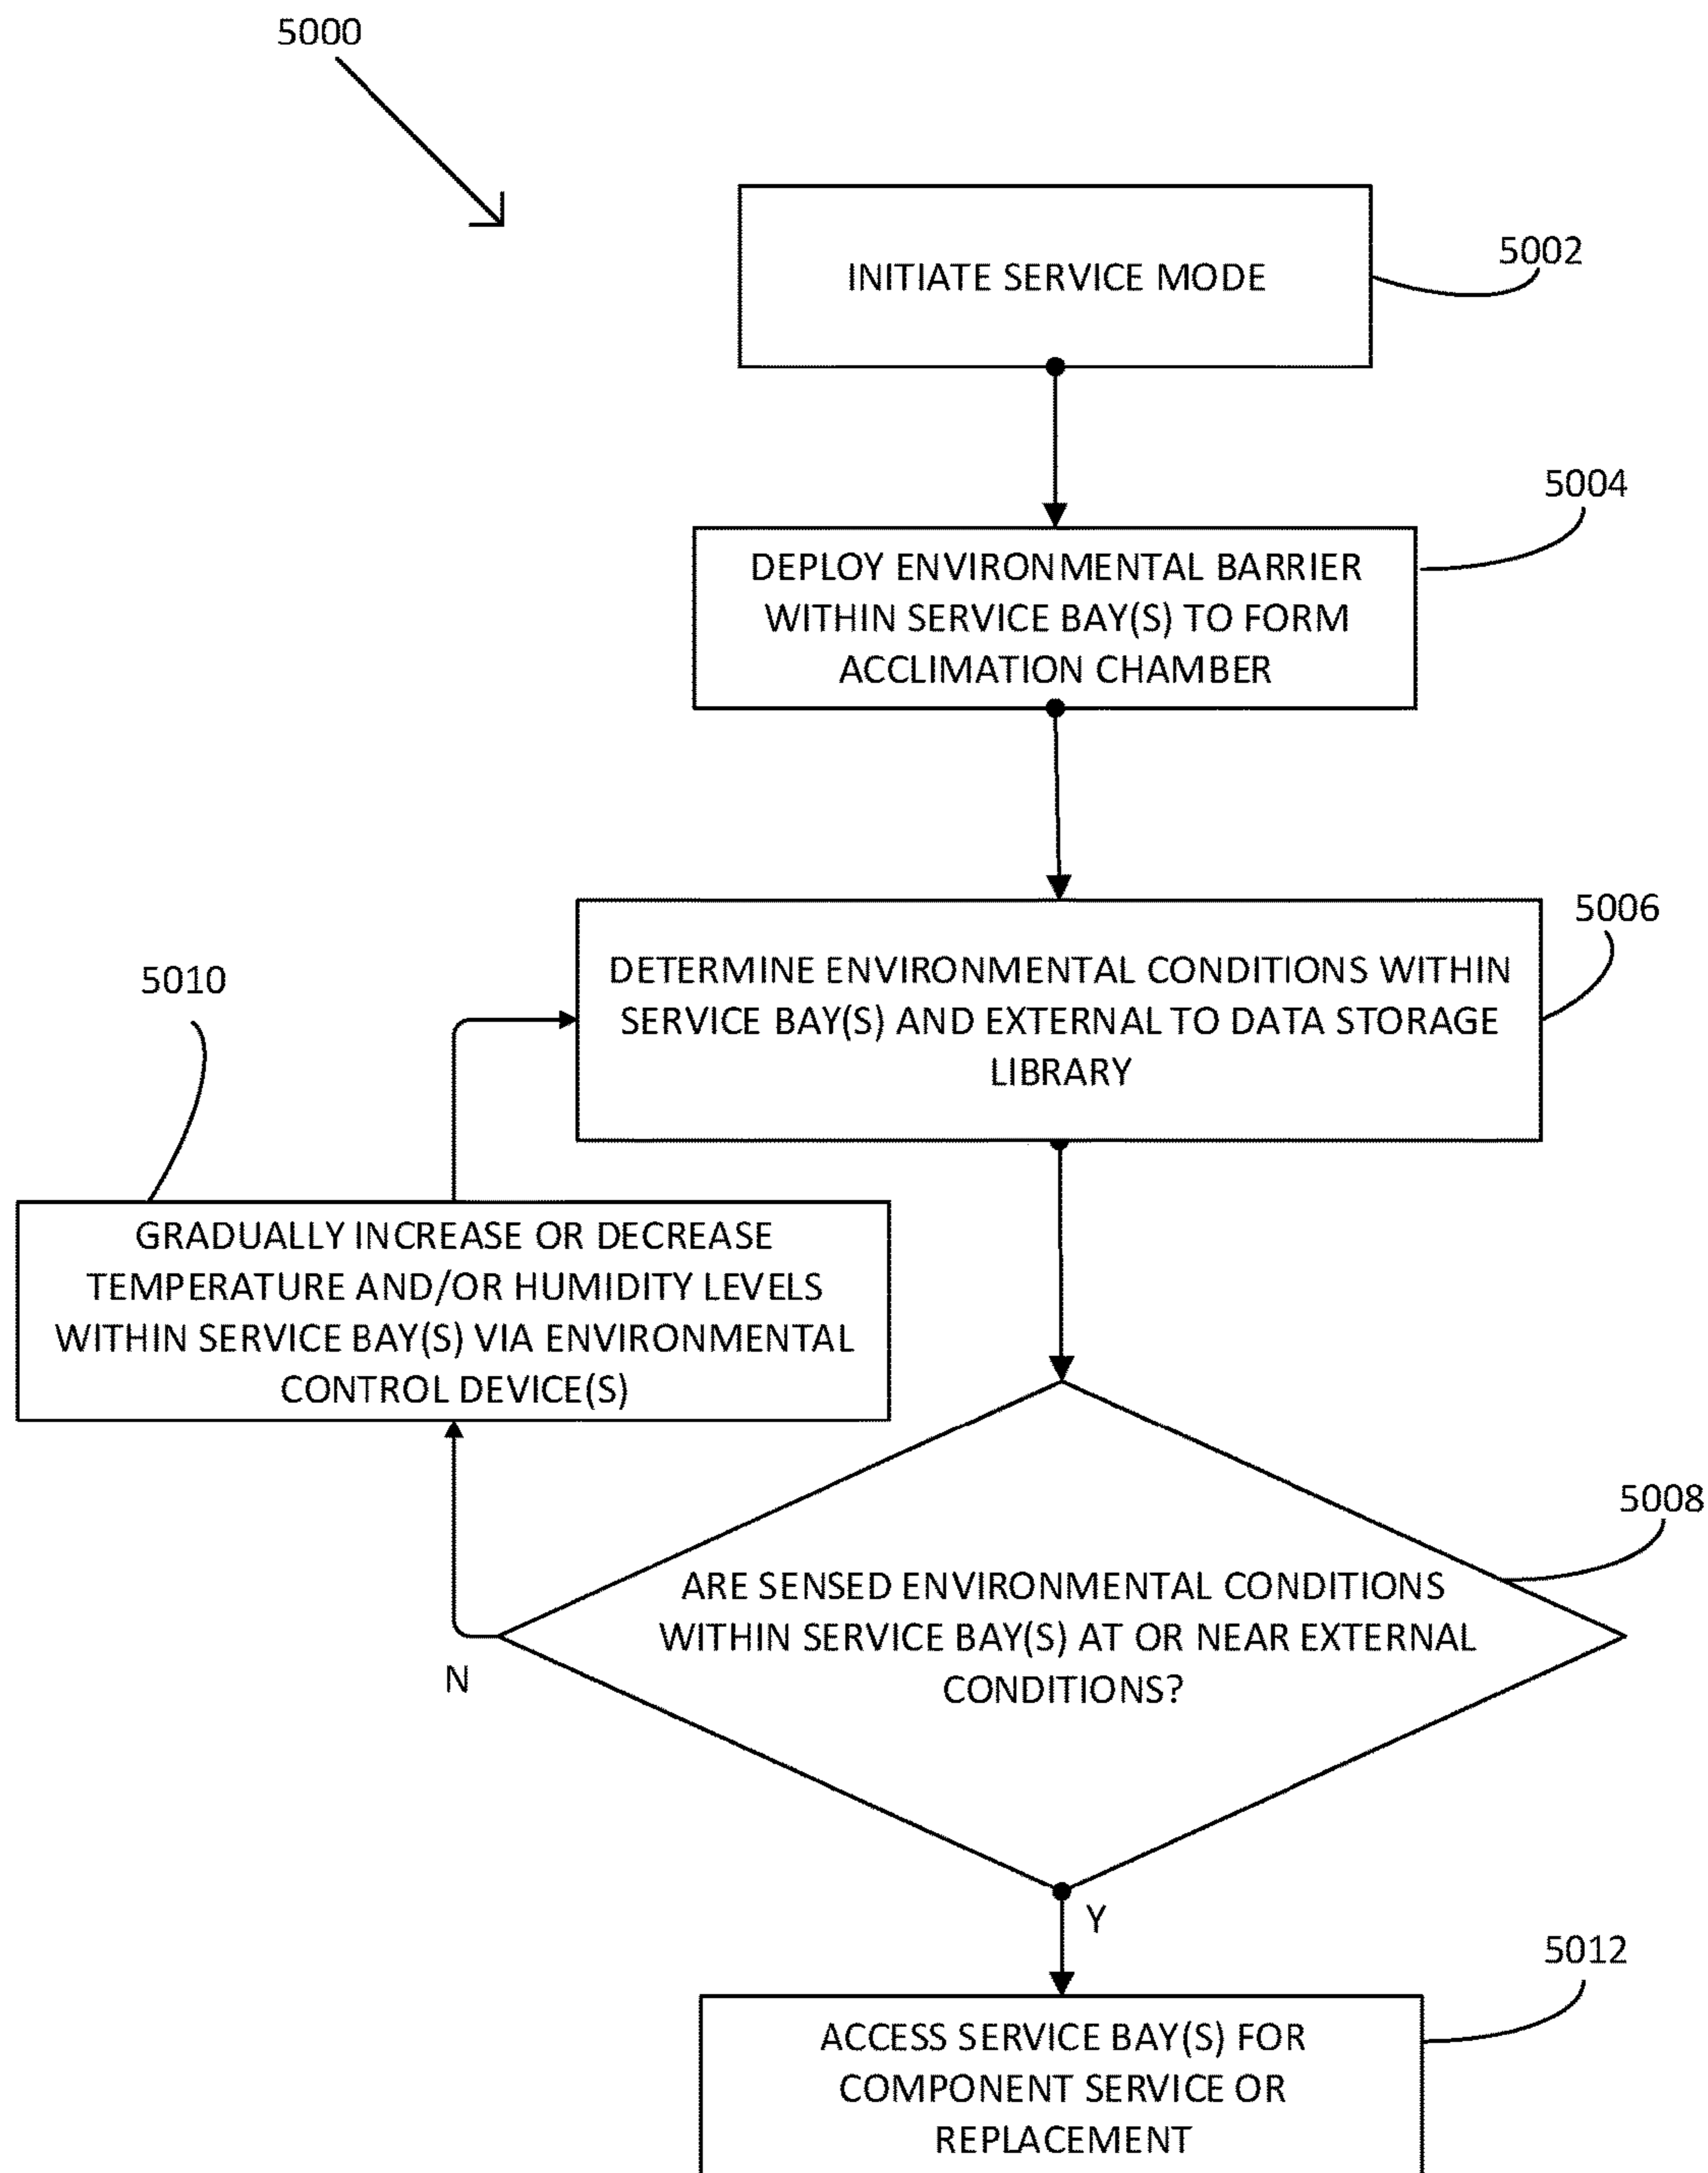 5000
INITIATE SERVICE MODE
5002
5004
DEPLOY ENVIRONMENTAL BARRIER
WITHIN SERVICE BAY(S) TO FORM
ACCLIMATION CHAMBER
5006
DETERMINE ENVIRONMENTAL CONDITIONS WITHIN
SERVICE BAY(S) AND EXTERNAL TO DATA STORAGE
LIBRARY
5010
GRADUALLY INCREASE OR DECREASE
TEMPERATURE AND/OR HUMIDITY LEVELS
WITHIN SERVICE BAY(S) VIA ENVIRONMENTAL
CONTROL DEVICE(S)
5008
ARE SENSED ENVIRONMENTAL CONDITIONS
WITHIN SERVICE BAY(S) AT OR NEAR EXTERNAL
CONDITIONS?
N
Y
5012
ACCESS SERVICE BAY(S) FOR
COMPONENT SERVICE OR
REPLACEMENT